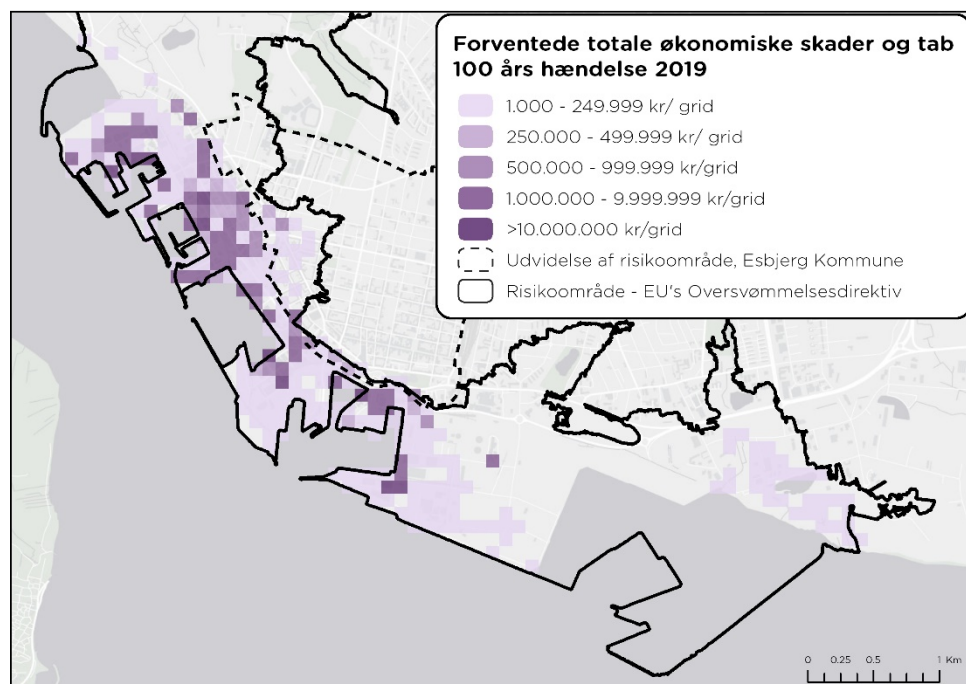 Forventede totale økonomiske skader og tab
100 års hændelse 2019
1.000 - 249.999 kr/ grid
250.000 - 499.999 kr/ grid
500.000 - 999.999 kr/grid
1.000.000 - 9.999.999 kr/grid
>10.000.000 kr/grid
Udvidelse af risikoområde, Esbjerg Kommune
Risikoområde - EU's Oversvømmelsesdirektiv
0 0.25 0.5 1 Km